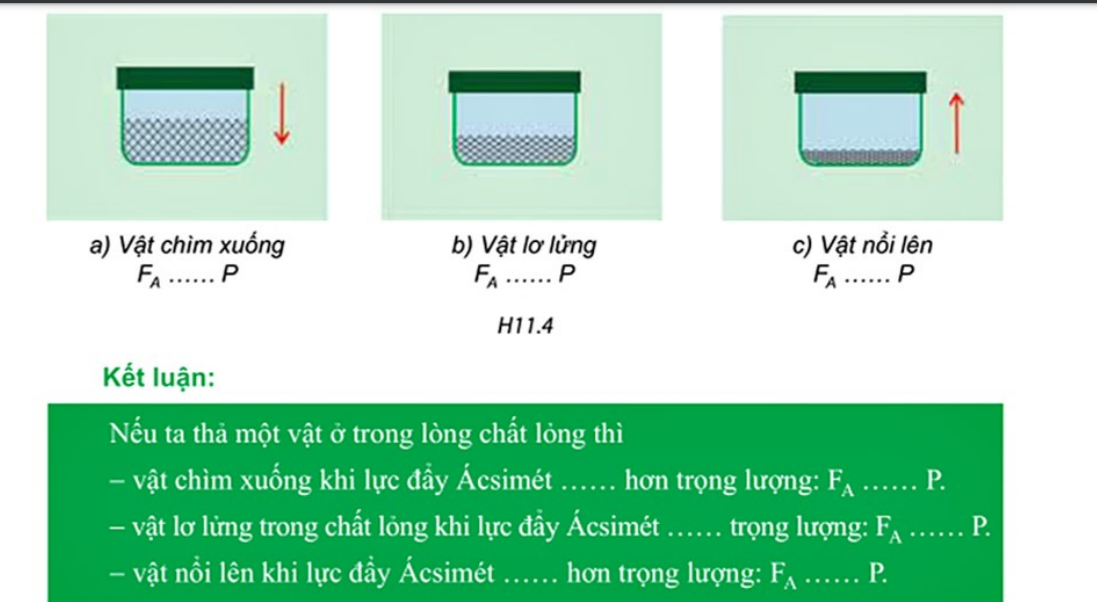 a) Vật chìm xuống
b) Vật lơ lửng
c) Vật nổi lên
F_A ...... P
F_A ...... P
F_A ...... P
H11.4
Kết luận:
Nếu ta thả một vật ở trong lòng chất lỏng thì
– vật chìm xuống khi lực đẩy Ácsimét ...... hơn trọng lượng: F_A ...... P.
– vật lơ lửng trong chất lỏng khi lực đẩy Ácsimét ...... trọng lượng: F_A ...... P.
– vật nổi lên khi lực đẩy Ácsimét ...... hơn trọng lượng: F_A ...... P.